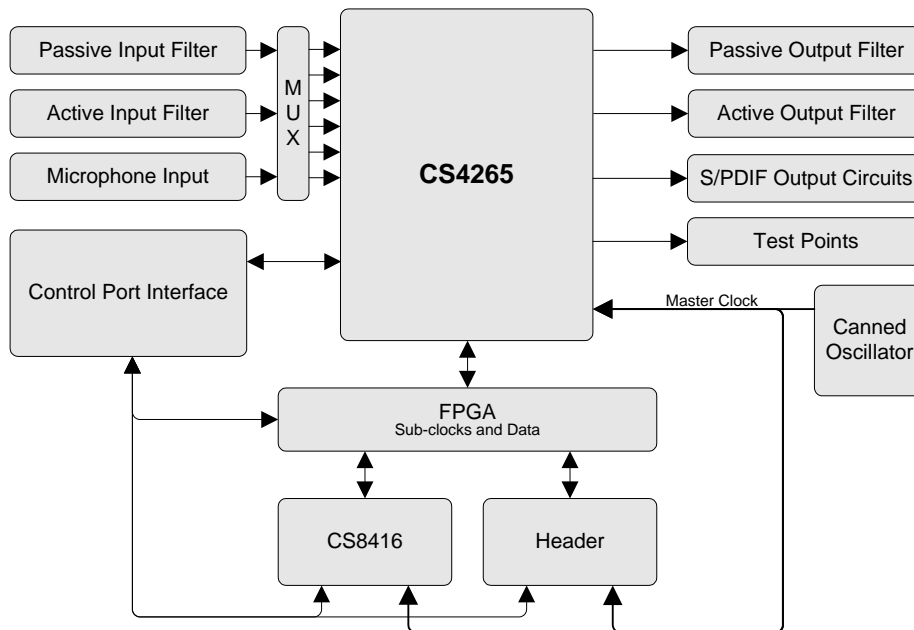 Passive Input Filter
Active Input Filter
Microphone Input
M
U
X
CS4265
Passive Output Filter
Active Output Filter
S/PDIF Output Circuits
Test Points
Control Port Interface
Master Clock
Canned
Oscillator
FPGA
Sub-clocks and Data
CS8416
Header